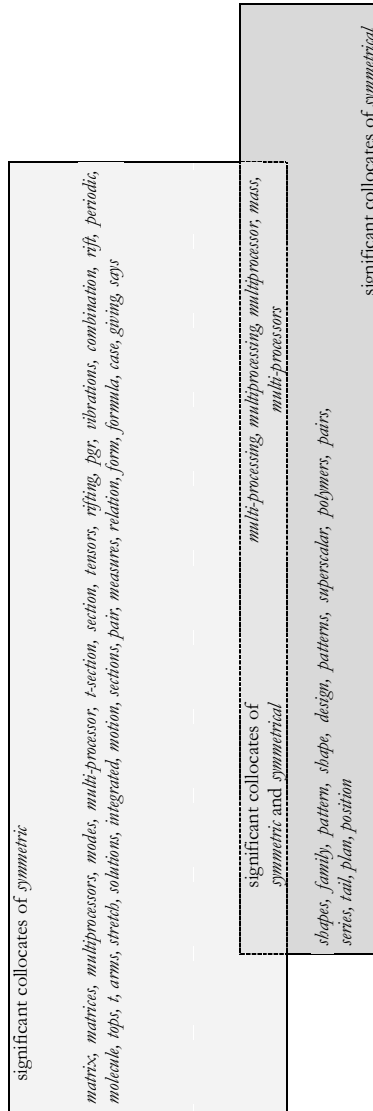 significant collocates of symmetric
matrix, matrices, multiprocessors, modes, multi-processor, t-section, section, tensors, rifting, pgr, vibrations, combination, rift, periodic,
molecule, tops, t, arms, stretch, solutions, integrated, motion, sections, pair, measures, relation, form, formula, case, giving, says
significant collocates of
symmetric and symmetrical
multi-processing, multiprocessing, multiprocessor, mass,
multi-processors
shapes, family, pattern, shape, design, patterns, superscalar, polymers, pairs,
series, tail, plan, position
significant collocates of symmetrical